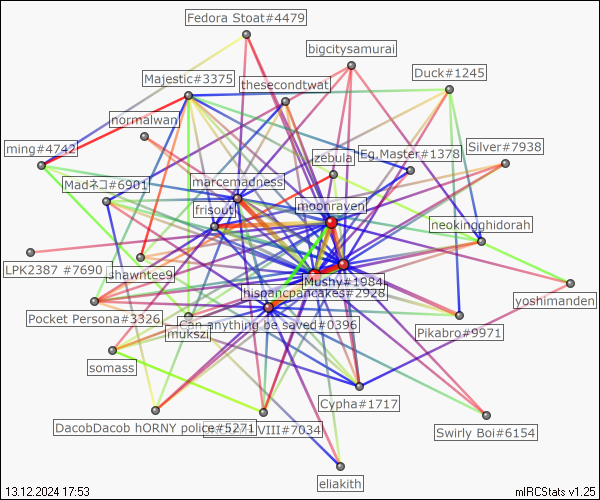 Fedora Stoat#4479
bigcitysamurai
Duck#1245
Majestic#3375
thesecondtwat
normalwan
ming#4742
Silver#7938
Eg.Master#1378
zebula
Madネコ#6901
marcemadness
moonraven
frisout
neokingghidorah
LPK2387 #7690
shawntee9
Mushy#1984
hispancpancakes#2928
yoshimanden
Pocket Persona#3326
Can anything be saved#0396
mukszi
Pikabro#9971
somass
Cypha#1717
DacobDacob hORNY police#5271
VIII#7034
Swirly Boi#6154
eliakith
13.12.2024 17:53
mIRCStats v1.25